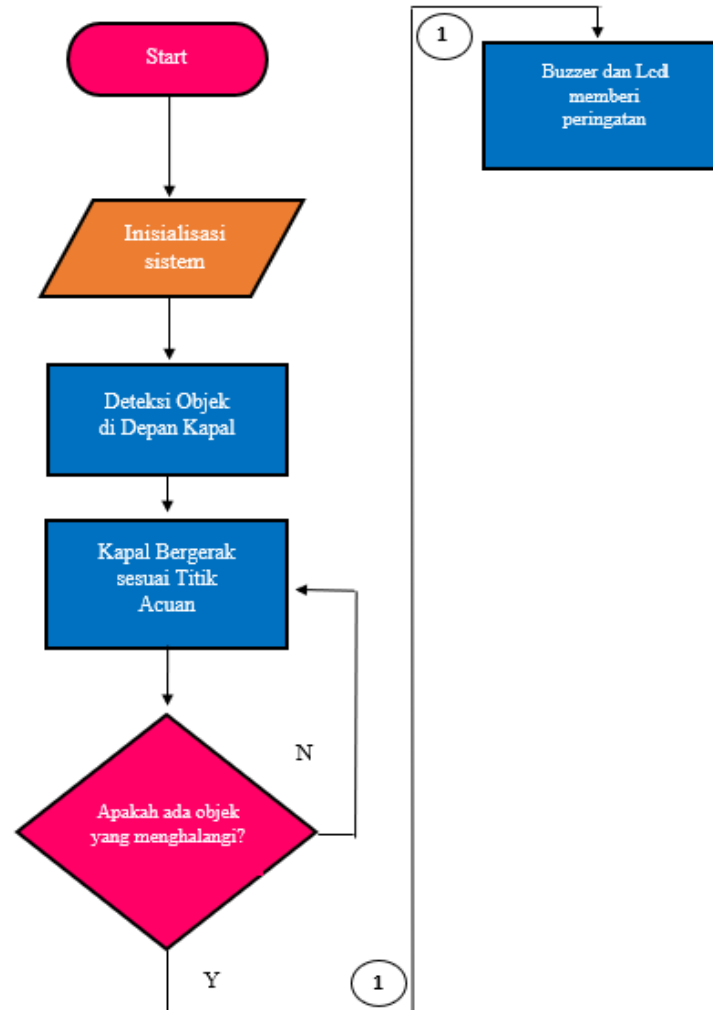 Start
Inisialisasi
sistem
Deteksi Objek
di Depan Kapal
Kapal Bergerak
sesuai Titik
Acuan
N
Apakah ada objek
yang menghalangi?
Y
1
1
Buzzer dan Lcd
memberi
peringatan